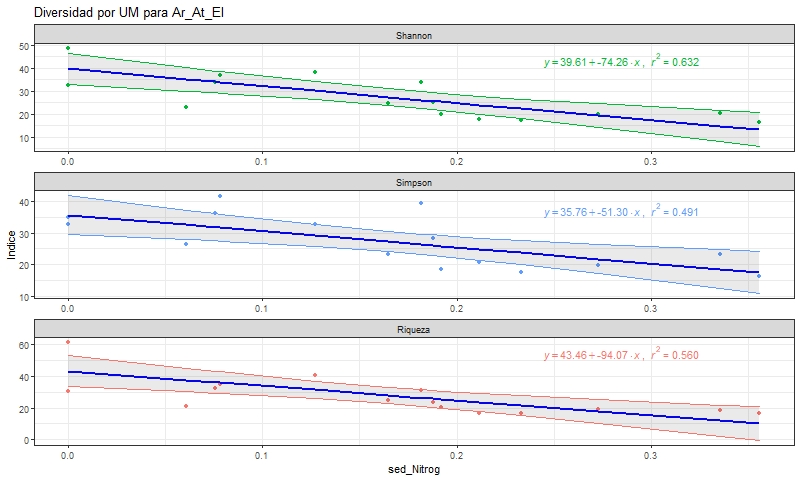 Diversidad por UM para Ar_At_El
Shannon
50
40
30
20
10
y = 39.61 + -74.26 · x ,  r² = 0.632
0.0 0.1 0.2 0.3
Simpson
40
30
20
10
y = 35.76 + -51.30 · x ,  r² = 0.491
0.0 0.1 0.2 0.3
Indice
Riqueza
60
40
20
0
y = 43.46 + -94.07 · x ,  r² = 0.560
0.0 0.1 0.2 0.3
sed_Nitrog